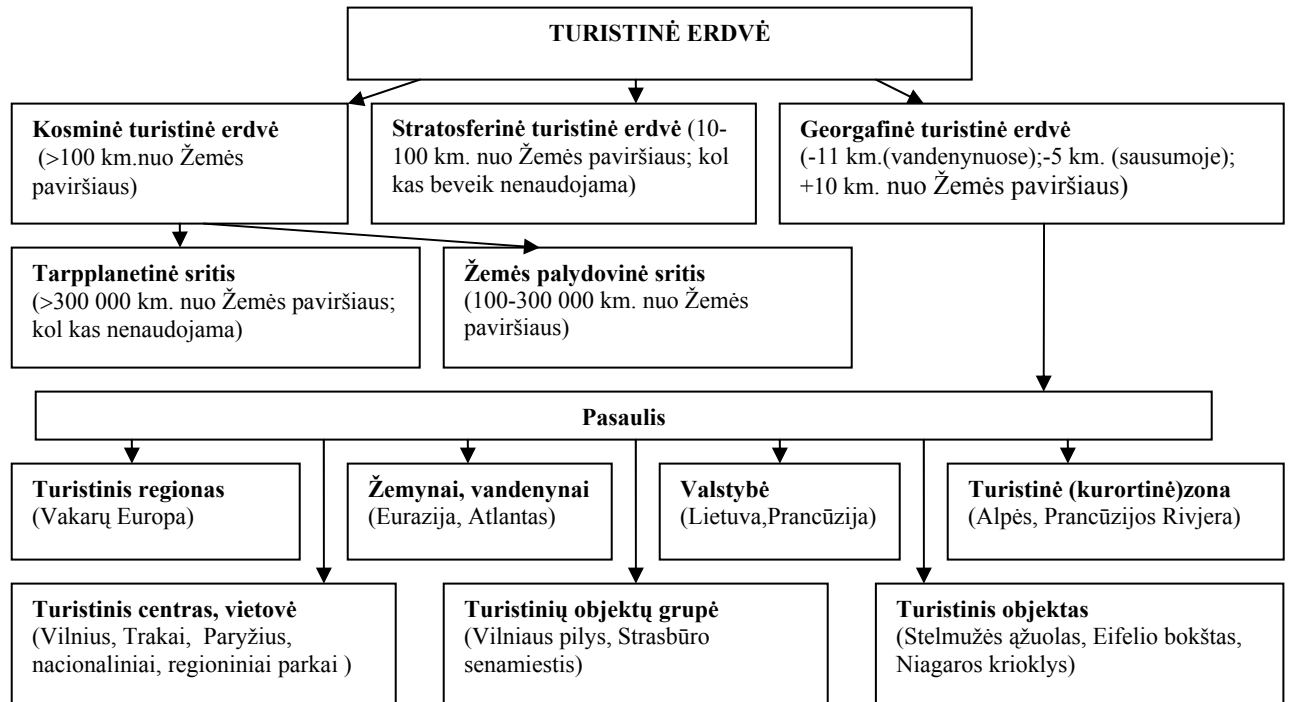 TURISTINĖ ERDVĖ
Kosminė turistinė erdvė
(>100 km.nuo Žemės
paviršiaus)
Stratosferinė turistinė erdvė (10-
100 km. nuo Žemės paviršiaus; kol
kas beveik nenaudojama)
Georgafinė turistinė erdvė
(-11 km.(vandenynuose);-5 km. (sausumoje);
+10 km. nuo Žemės paviršiaus)
Tarpplanetinė sritis
(>300 000 km. nuo Žemės paviršiaus;
kol kas nenaudojama)
Žemės palydovinė sritis
(100-300 000 km. nuo Žemės
paviršiaus)
Pasaulis
Turistinis regionas
(Vakarų Europa)
Žemynai, vandenynai
(Eurazija, Atlantas)
Valstybė
(Lietuva,Prancūzija)
Turistinė (kurortinė)zona
(Alpės, Prancūzijos Rivjera)
Turistinis centras, vietovė
(Vilnius, Trakai, Paryžius,
nacionaliniai, regioniniai parkai )
Turistinių objektų grupė
(Vilniaus pilys, Strasbūro
senamiestis)
Turistinis objektas
(Stelmužės ąžuolas, Eifelio bokštas,
Niagaros krioklys)